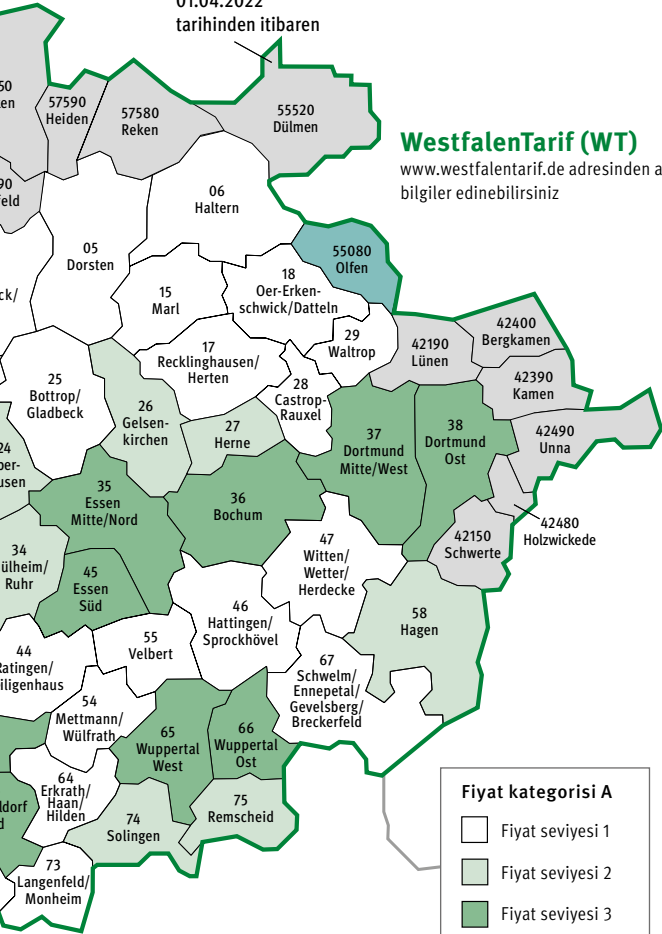 01.04.2022
tarihinden itibaren
57590
Heiden
57580
Reken
55520
Dülmen
WestfalenTarif (WT)
www.westfalentarif.de adresinden a
bilgiler edinebilirsiniz
06
Haltern
05
Dorsten
55080
Olfen
15
Marl
18
Oer-Erken-
schwick/Datteln
29
Waltrop
42190
Lünen
42400
Bergkamen
42390
Kamen
42490
Unna
17
Recklinghausen/
Herten
28
Castrop-
Rauxel
25
Bottrop/
Gladbeck
26
Gelsen-
kirchen
27
Herne
37
Dortmund
Mitte/West
38
Dortmund
Ost
35
Essen
Mitte/Nord
36
Bochum
42480
Holzwickede
42150
Schwerte
34
ülheim/
Ruhr
45
Essen
Süd
47
Witten/
Wetter/
Herdecke
46
Hattingen/
Sprockhövel
58
Hagen
44
Ratingen/
iligenhaus
55
Velbert
67
Schwelm/
Ennepetal/
Gevelsberg/
Breckerfeld
54
Mettmann/
Wülfrath
65
Wuppertal
West
66
Wuppertal
Ost
64
Erkrath/
Haan/
Hilden
74
Solingen
75
Remscheid
73
Langenfeld/
Monheim
Fiyat kategorisi A
Fiyat seviyesi 1
Fiyat seviyesi 2
Fiyat seviyesi 3